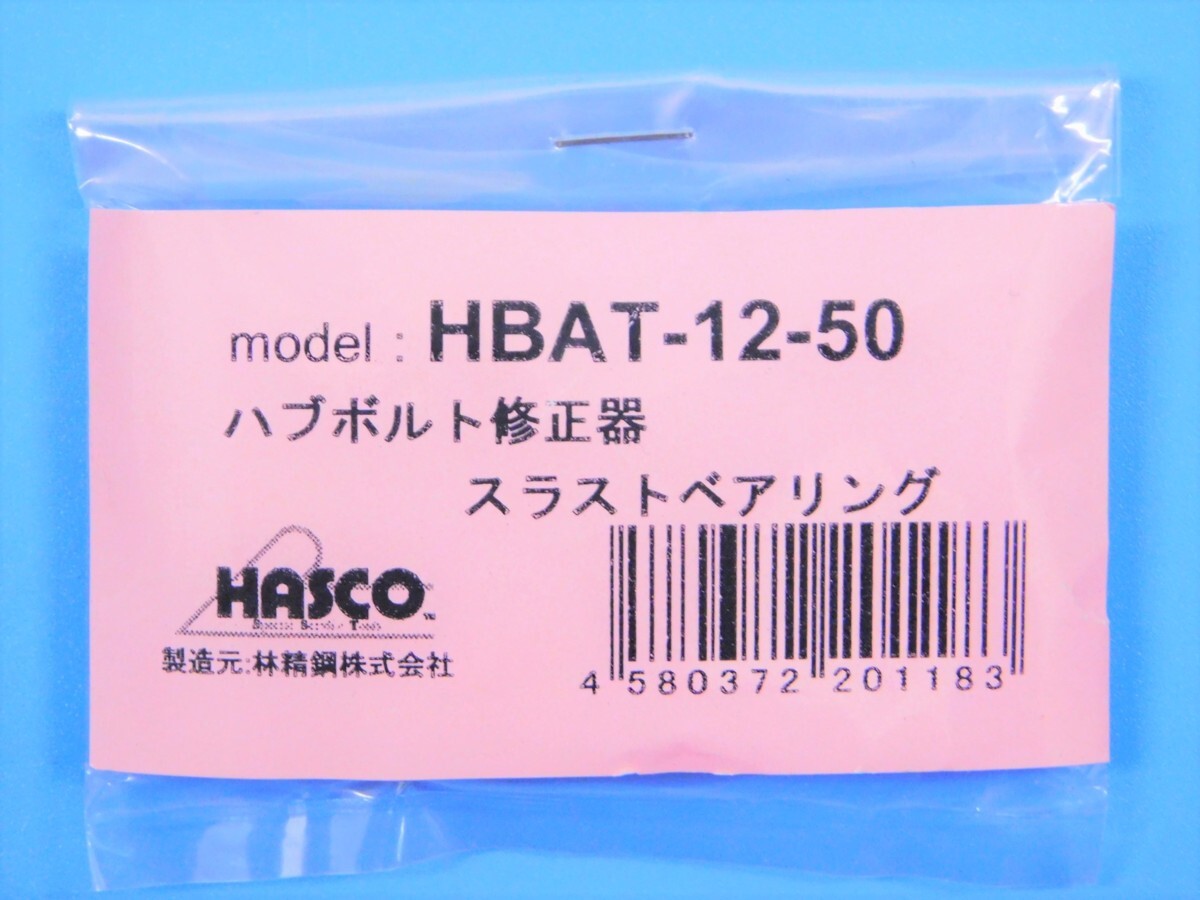 model : HBAT-12-50
ハブボルト修正器
スラストベアリング
HASCO™
製造元:林精鋼株式会社
4 580372 201183